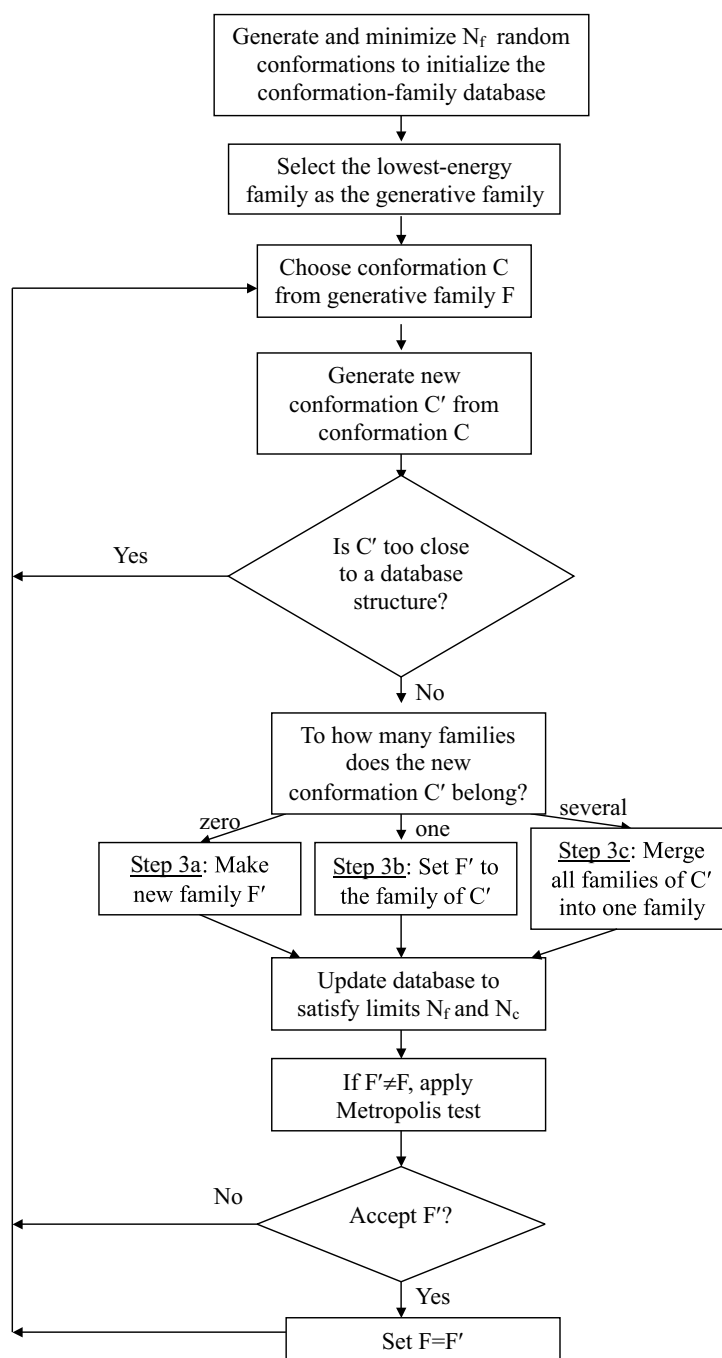 Generate and minimize Nf random
conformations to initialize the
conformation-family database
Select the lowest-energy
family as the generative family
Choose conformation C
from generative family F
Generate new
conformation C′ from
conformation C
Yes
Is C′ too close
to a database
structure?
No
To how many families
does the new
conformation C′ belong?
zero
one
several
Step 3a: Make
new family F′
Step 3b: Set F′ to
the family of C′
Step 3c: Merge
all families of C′
into one family
Update database to
satisfy limits Nf and Nc
If F′≠F, apply
Metropolis test
No
Accept F′?
Yes
Set F=F′